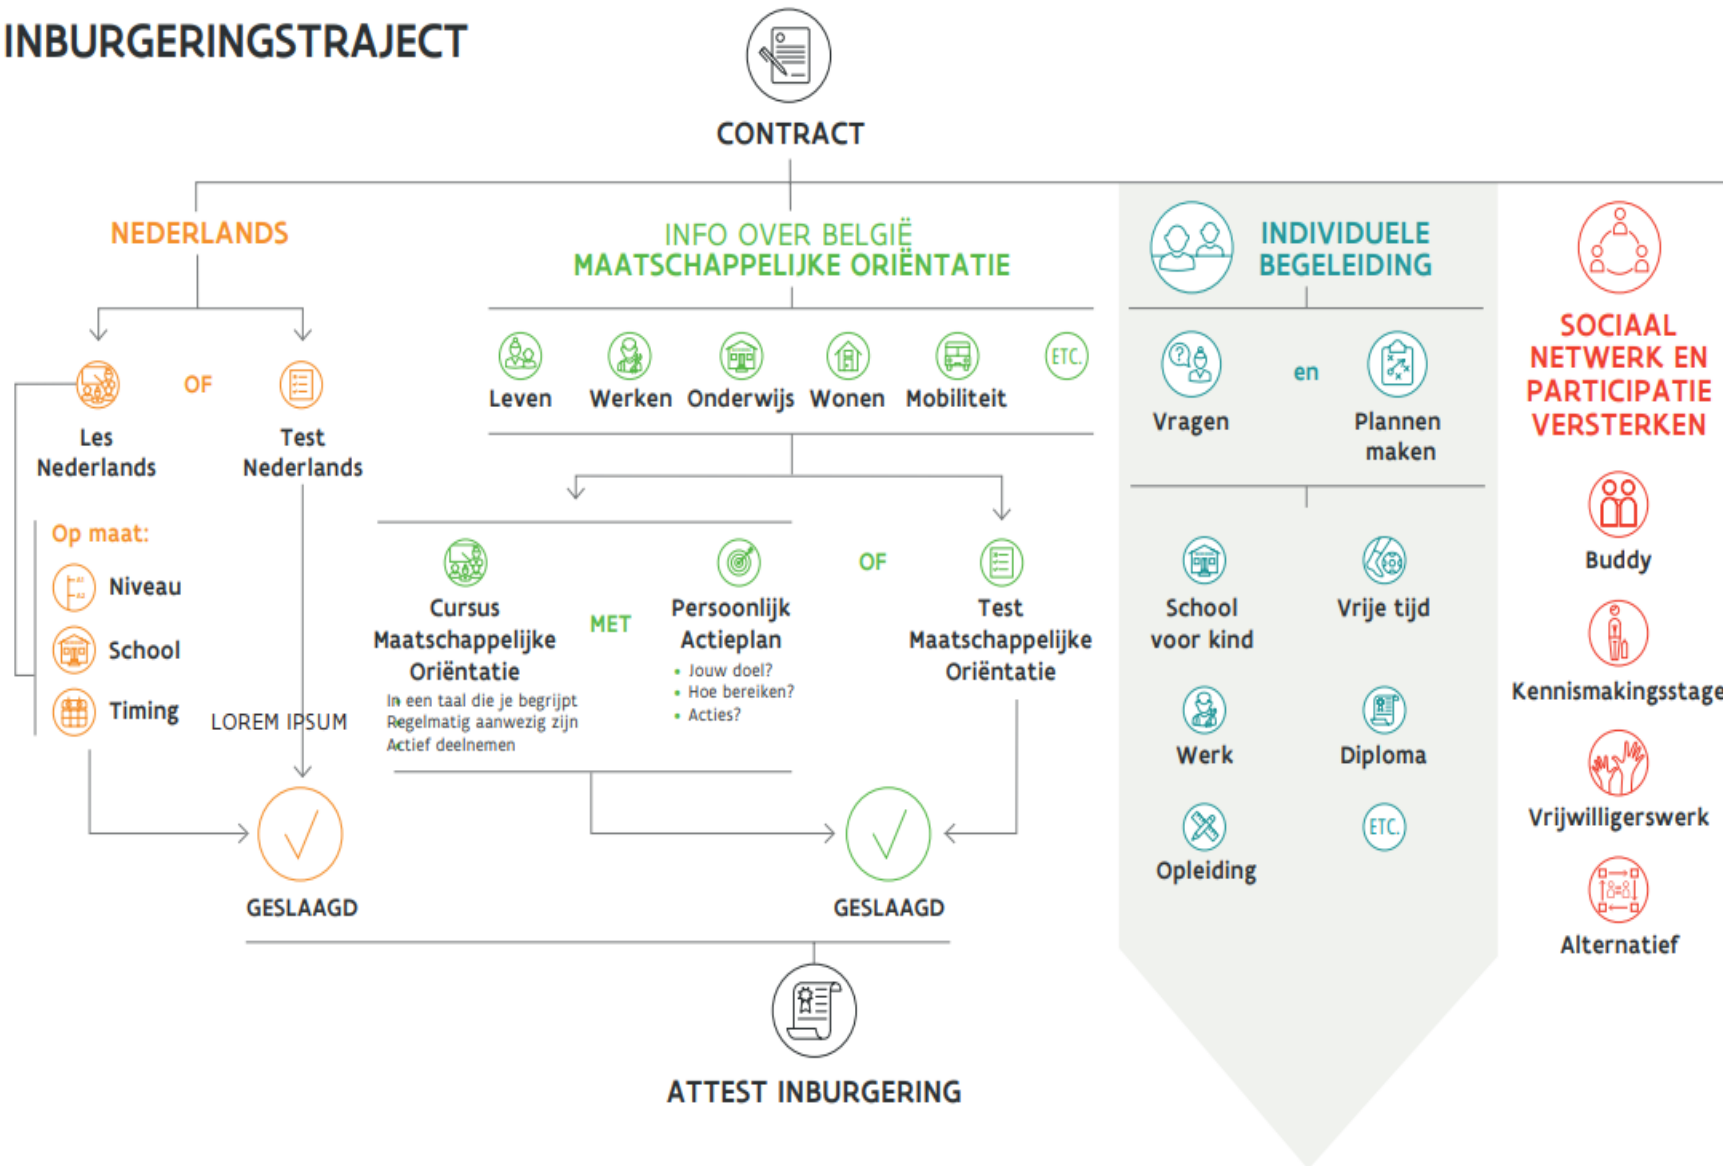 INBURGERINGSTRAJECT
CONTRACT
NEDERLANDS
OF
Les
Nederlands
Test
Nederlands
Op maat:
Niveau
School
Timing
LOREM IPSUM
GESLAAGD
INFO OVER BELGIË
MAATSCHAPPELIJKE ORIËNTATIE
Leven
Werken
Onderwijs
Wonen
Mobiliteit
ETC.
Cursus
Maatschappelijke
Oriëntatie
In een taal die je begrijpt
Regelmatig aanwezig zijn
Actief deelnemen
MET
Persoonlijk
Actieplan
• Jouw doel?
• Hoe bereiken?
• Acties?
OF
Test
Maatschappelijke
Oriëntatie
GESLAAGD
ATTEST INBURGERING
INDIVIDUELE
BEGELEIDING
Vragen
en
Plannen
maken
School
voor kind
Vrije tijd
Werk
Diploma
Opleiding
ETC.
SOCIAAL
NETWERK EN
PARTICIPATIE
VERSTERKEN
Buddy
Kennismakingsstage
Vrijwilligerswerk
Alternatief